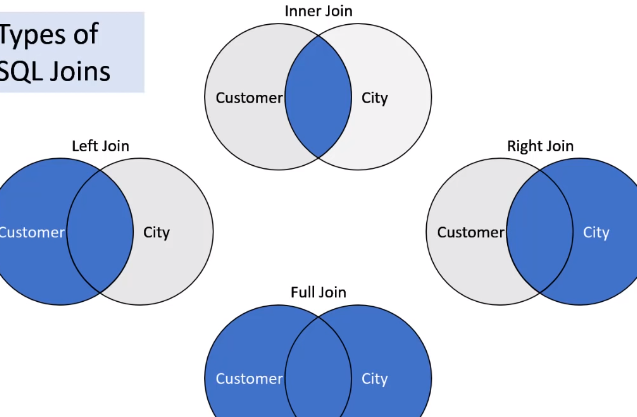 Types of
SQL Joins
Inner Join
Customer
City
Left Join
Customer
City
Right Join
Customer
City
Full Join
Customer
City